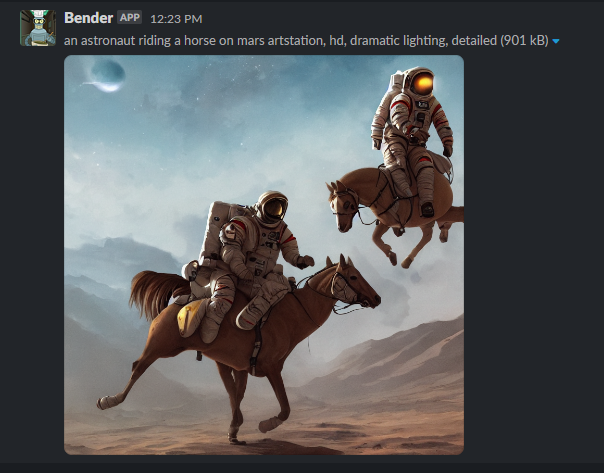 Bender APP 12:23 PM
an astronaut riding a horse on mars artstation, hd, dramatic lighting, detailed (901 kB)